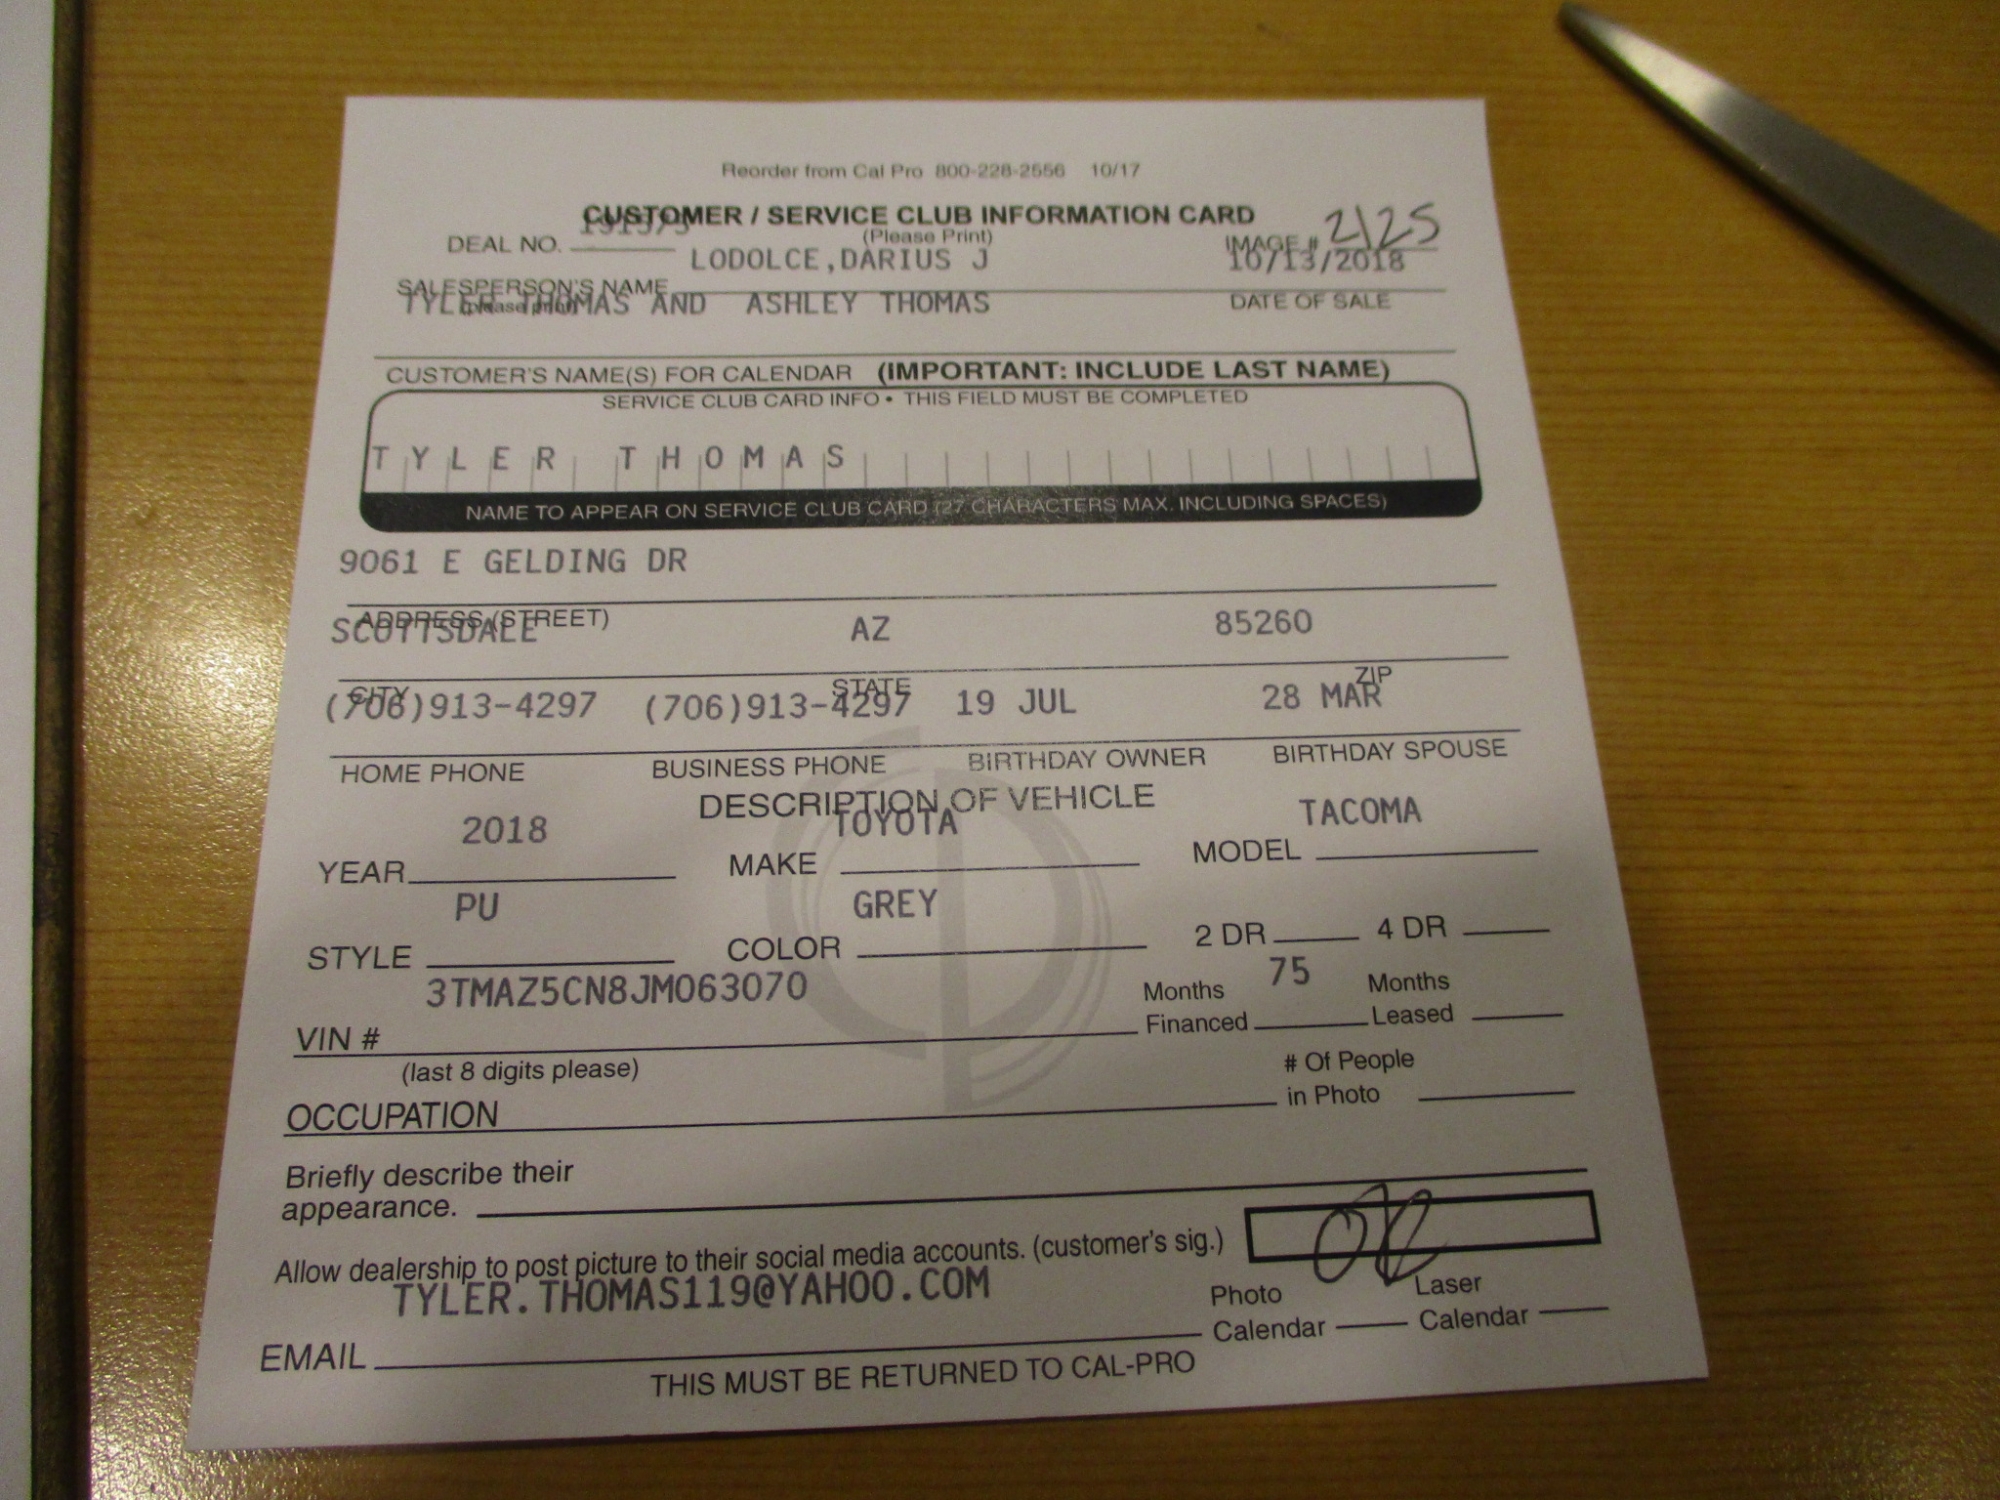 Reorder from Cal Pro 800-228-2556 10/17
CUSTOMER / SERVICE CLUB INFORMATION CARD
(Please Print)
DEAL NO. IMAGE # 2125
LODOLCE,DARIUS J 10/13/2018
SALESPERSON'S NAME
(please print) DATE OF SALE
TYLER THOMAS AND ASHLEY THOMAS
CUSTOMER'S NAME(S) FOR CALENDAR (IMPORTANT: INCLUDE LAST NAME)
SERVICE CLUB CARD INFO • THIS FIELD MUST BE COMPLETED
TYLER THOMAS
NAME TO APPEAR ON SERVICE CLUB CARD (27 CHARACTERS MAX. INCLUDING SPACES)
9061 E GELDING DR
ADDRESS (STREET)
SCOTTSDALE AZ 85260
CITY STATE ZIP
(706)913-4297 (706)913-4297 19 JUL 28 MAR
HOME PHONE BUSINESS PHONE BIRTHDAY OWNER BIRTHDAY SPOUSE
DESCRIPTION OF VEHICLE
2018 TOYOTA TACOMA
YEAR MAKE MODEL
PU GREY
STYLE COLOR 2 DR 4 DR
3TMAZ5CN8JM063070 75
VIN # Months Financed Months Leased
(last 8 digits please)
OCCUPATION # Of People in Photo
Briefly describe their
appearance.
Allow dealership to post picture to their social media accounts. (customer's sig.)
TYLER.THOMAS119@YAHOO.COM
EMAIL Photo Calendar Laser Calendar
THIS MUST BE RETURNED TO CAL-PRO